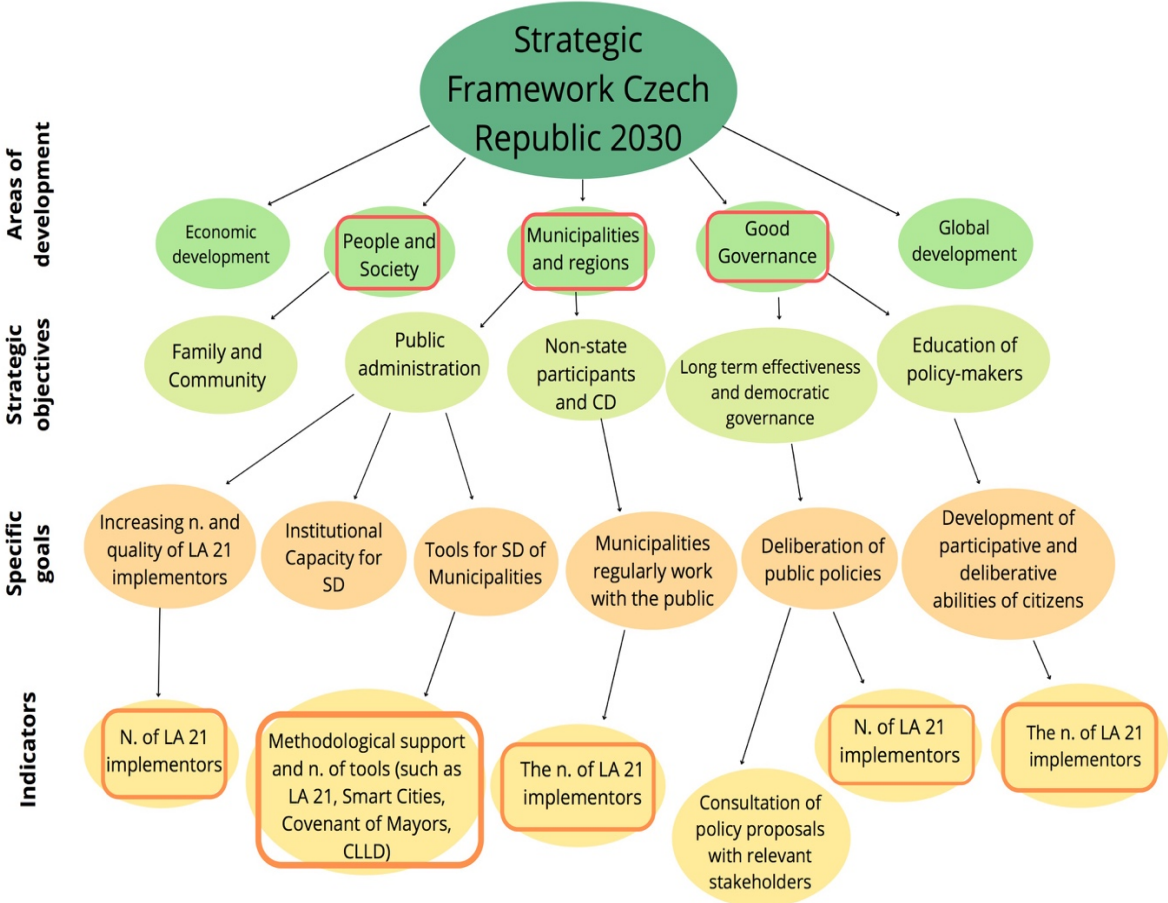 Strategic
Framework Czech
Republic 2030
Areas of
development
Economic
development
People and
Society
Municipalities
and regions
Good
Governance
Global
development
Strategic
objectives
Family and
Community
Public
administration
Non-state
participants
and CD
Long term effectiveness
and democratic
governance
Education of
policy-makers
Specific
goals
Increasing n. and
quality of LA 21
implementors
Institutional
Capacity for
SD
Tools for SD of
Municipalities
Municipalities
regularly work
with the public
Deliberation of
public policies
Development of
participative and
deliberative
abilities of citizens
Indicators
N. of LA 21
implementors
Methodological support
and n. of tools (such as
LA 21, Smart Cities,
Covenant of Mayors,
CLLD)
The n. of LA 21
implementors
Consultation of
policy proposals
with relevant
stakeholders
N. of LA 21
implementors
The n. of LA 21
implementors